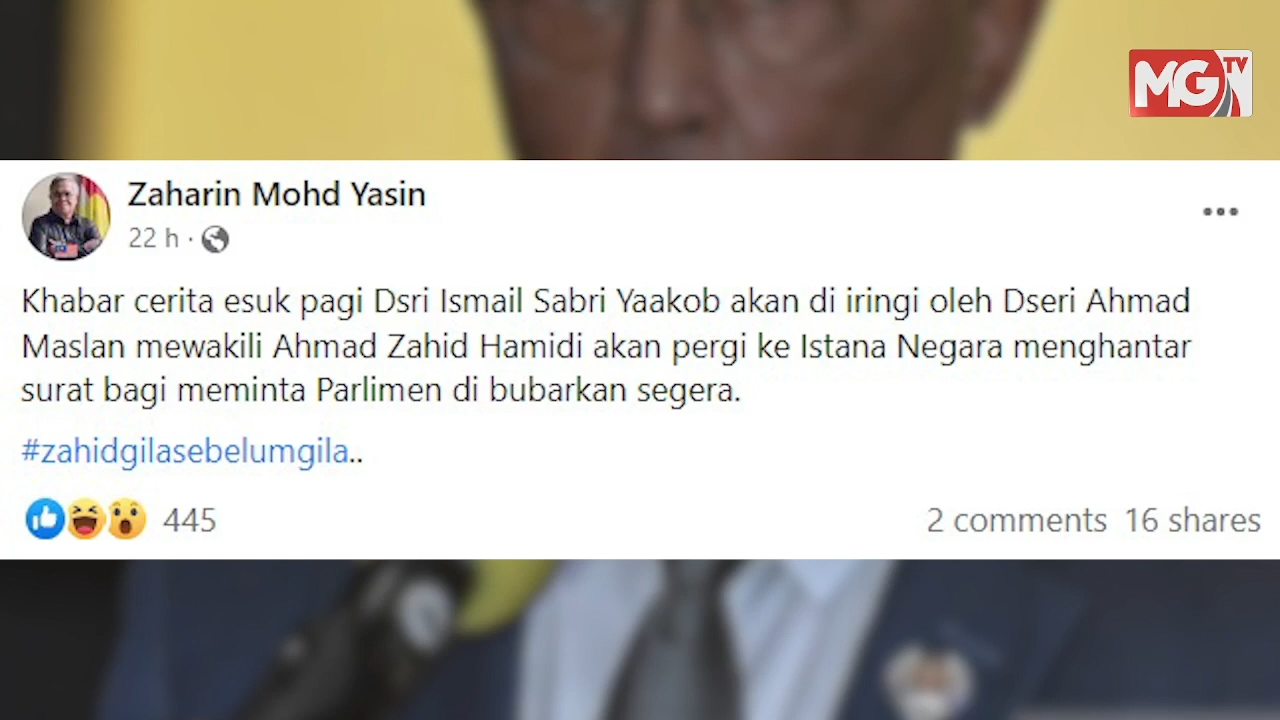 MGTV
Zaharin Mohd Yasin
22 h ·
Khabar cerita esuk pagi Dsri Ismail Sabri Yaakob akan di iringi oleh Dseri Ahmad
Maslan mewakili Ahmad Zahid Hamidi akan pergi ke Istana Negara menghantar
surat bagi meminta Parlimen di bubarkan segera.
#zahidgilasebelumgila..
445
2 comments 16 shares